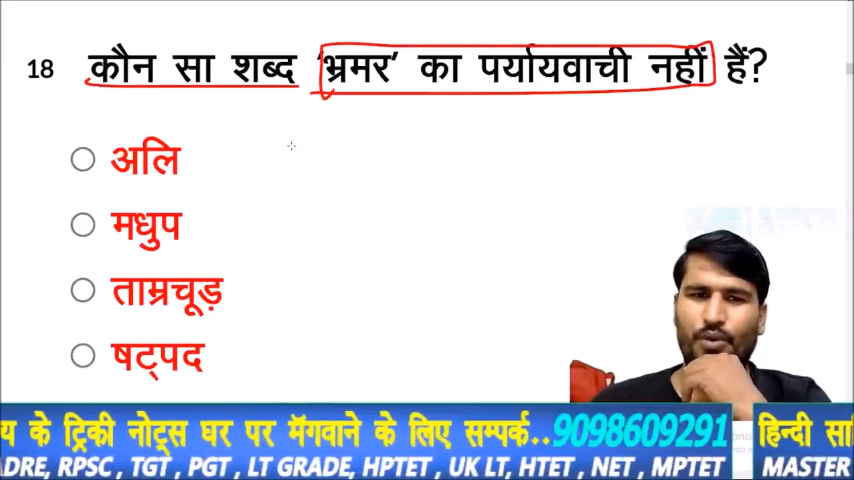 18 कौन सा शब्द 'भ्रमर' का पर्यायवाची नहीं हैं?
अलि
मधुप
ताम्रचूड़
षट्पद
य के ट्रिकी नोट्स घर पर मॅगवाने के लिए सम्पर्क..9098609291 हिन्दी सा
ADRE, RPSC , TGT , PGT , LT GRADE, HPTET , UK LT, HTET , NET , MPTET MASTER